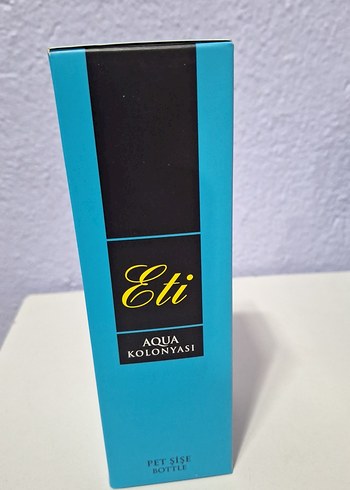 Eti
AQUA
KOLONYASI
PET ŞİŞE
BOTTLE